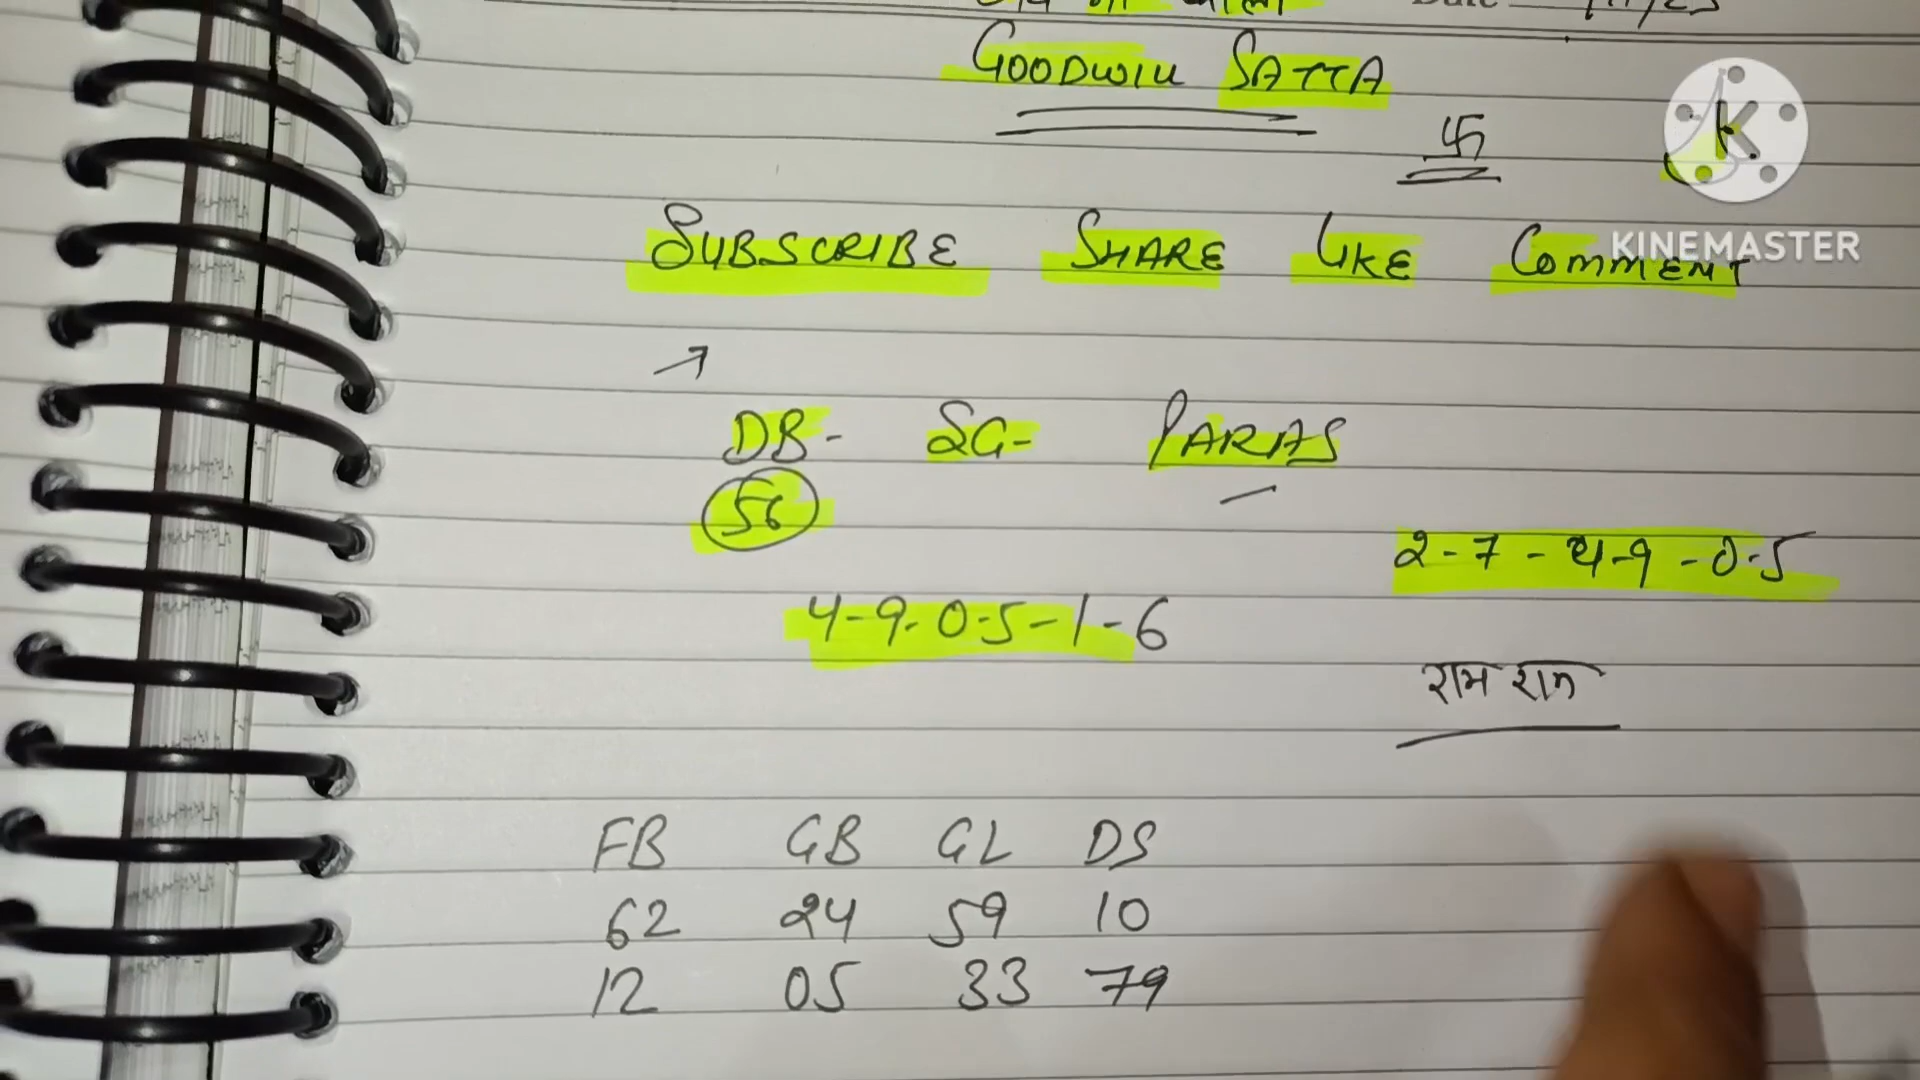 GOODWILL SATTA
卐
K
KINEMASTER
SUBSCRIBE SHARE LIKE COMMENT
DB- SG- PARAS
56
2-7-4-9-0-5
4-9-0-5-1-6
राम राम
FB GB GL DS
62 24 59 10
12 05 33 79